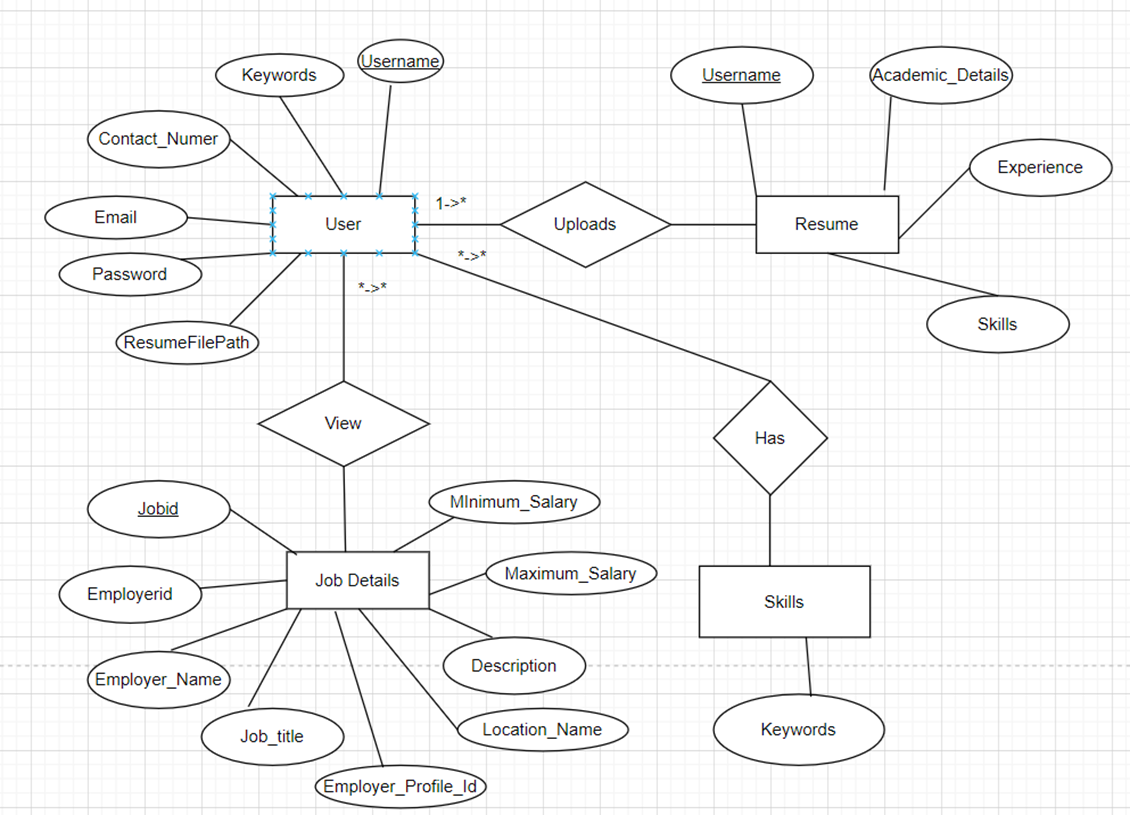 Username
Keywords
Username
Academic_Details
Contact_Numer
Experience
1->*
Email
User
Uploads
Resume
*->*
Password
*->*
Skills
ResumeFilePath
View
Has
MInimum_Salary
Jobid
Maximum_Salary
Job Details
Employerid
Skills
Description
Employer_Name
Location_Name
Keywords
Job_title
Employer_Profile_Id